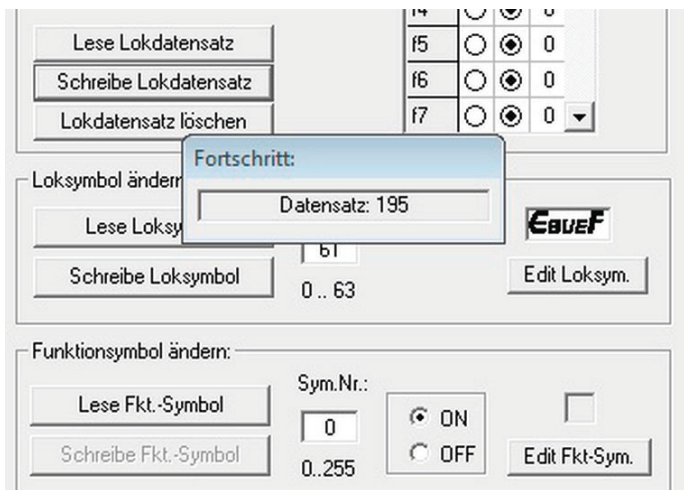 f4 0
Lese Lokdatensatz
f5 0
Schreibe Lokdatensatz
f6 0
Lokdatensatz löschen
f7 0
Fortschritt:
Datensatz: 195
Loksymbol ändern
Lese Loksy
61
EBUEF
Schreibe Loksymbol
0.. 63
Edit Loksym.
Funktionsymbol ändern:
Sym.Nr.:
Lese Fkt.-Symbol
0
ON
Schreibe Fkt.-Symbol
0..255
OFF
Edit Fkt-Sym.